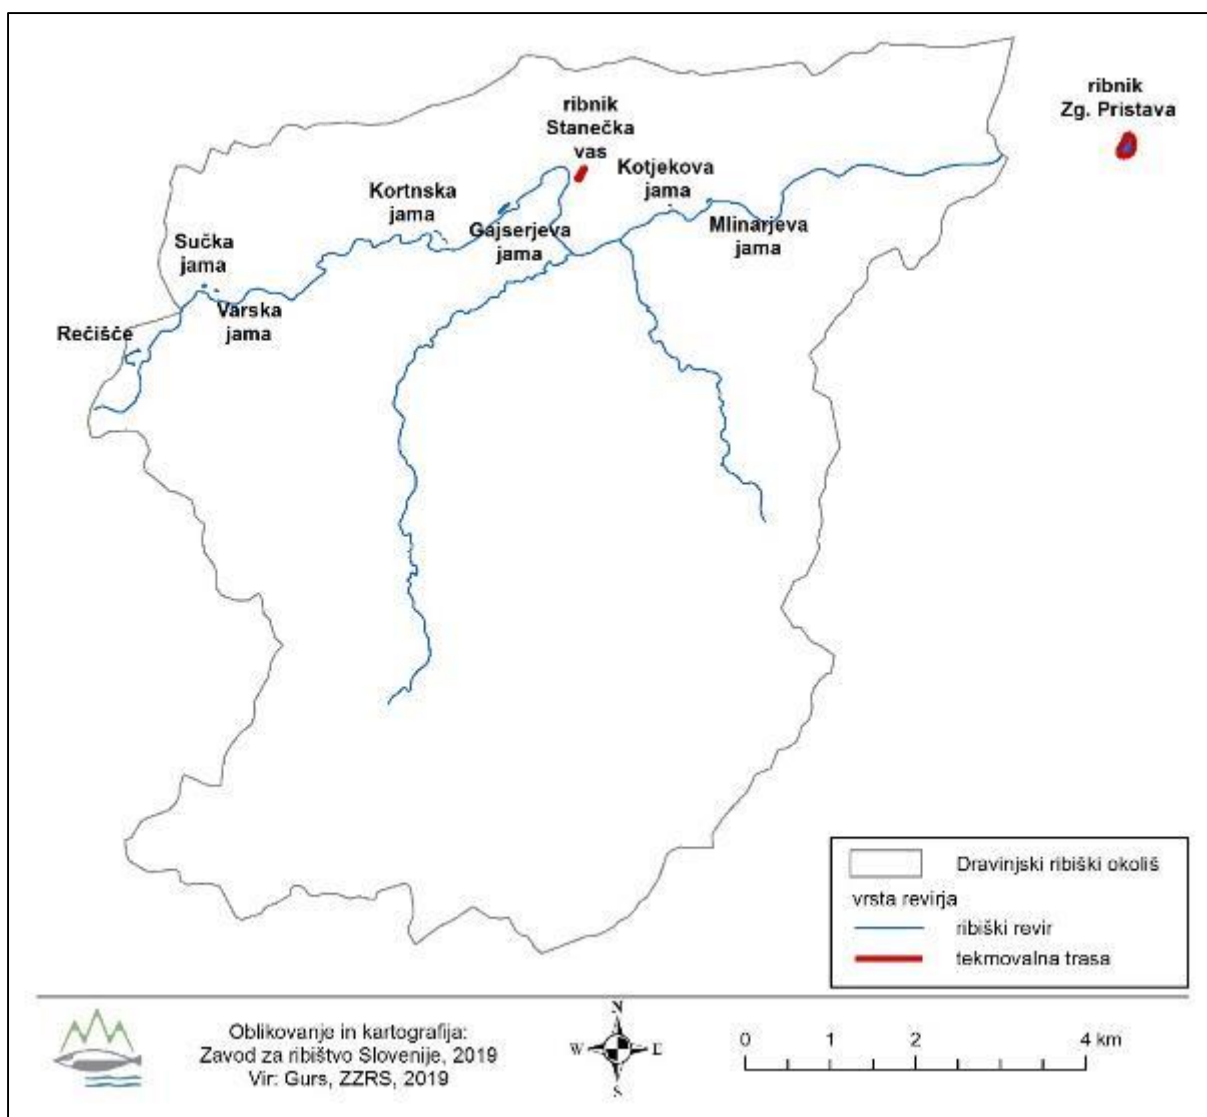 ribnik
Zg. Pristava
ribnik
Stanečka
vas
Kotjekova
jama
Kortnska
jama
Gajserjeva
jama
Mlinarjeva
jama
Sučka
jama
Varska
jama
Rečišče
Dravinjski ribiški okoliš
vrsta revirja
ribiški revir
tekmovalna trasa
Oblikovanje in kartografija:
Zavod za ribištvo Slovenije, 2019
Vir: Gurs, ZZRS, 2019
N
W E
S
0 1 2 4 km